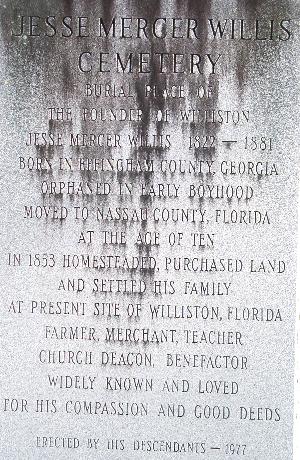 JESSE MERCER WILLIS
CEMETERY
BURIAL PLACE OF
THE FOUNDER OF WILLISTON
JESSE MERCER WILLIS 1822 — 1881
BORN IN EFFINGHAM COUNTY, GEORGIA
ORPHANED IN EARLY BOYHOOD
MOVED TO NASSAU COUNTY, FLORIDA
AT THE AGE OF TEN
IN 1853 HOMESTEADED, PURCHASED LAND
AND SETTLED HIS FAMILY
AT PRESENT SITE OF WILLISTON, FLORIDA
FARMER, MERCHANT, TEACHER
CHURCH DEACON, BENEFACTOR
WIDELY KNOWN AND LOVED
FOR HIS COMPASSION AND GOOD DEEDS
ERECTED BY HIS DESCENDANTS — 1977